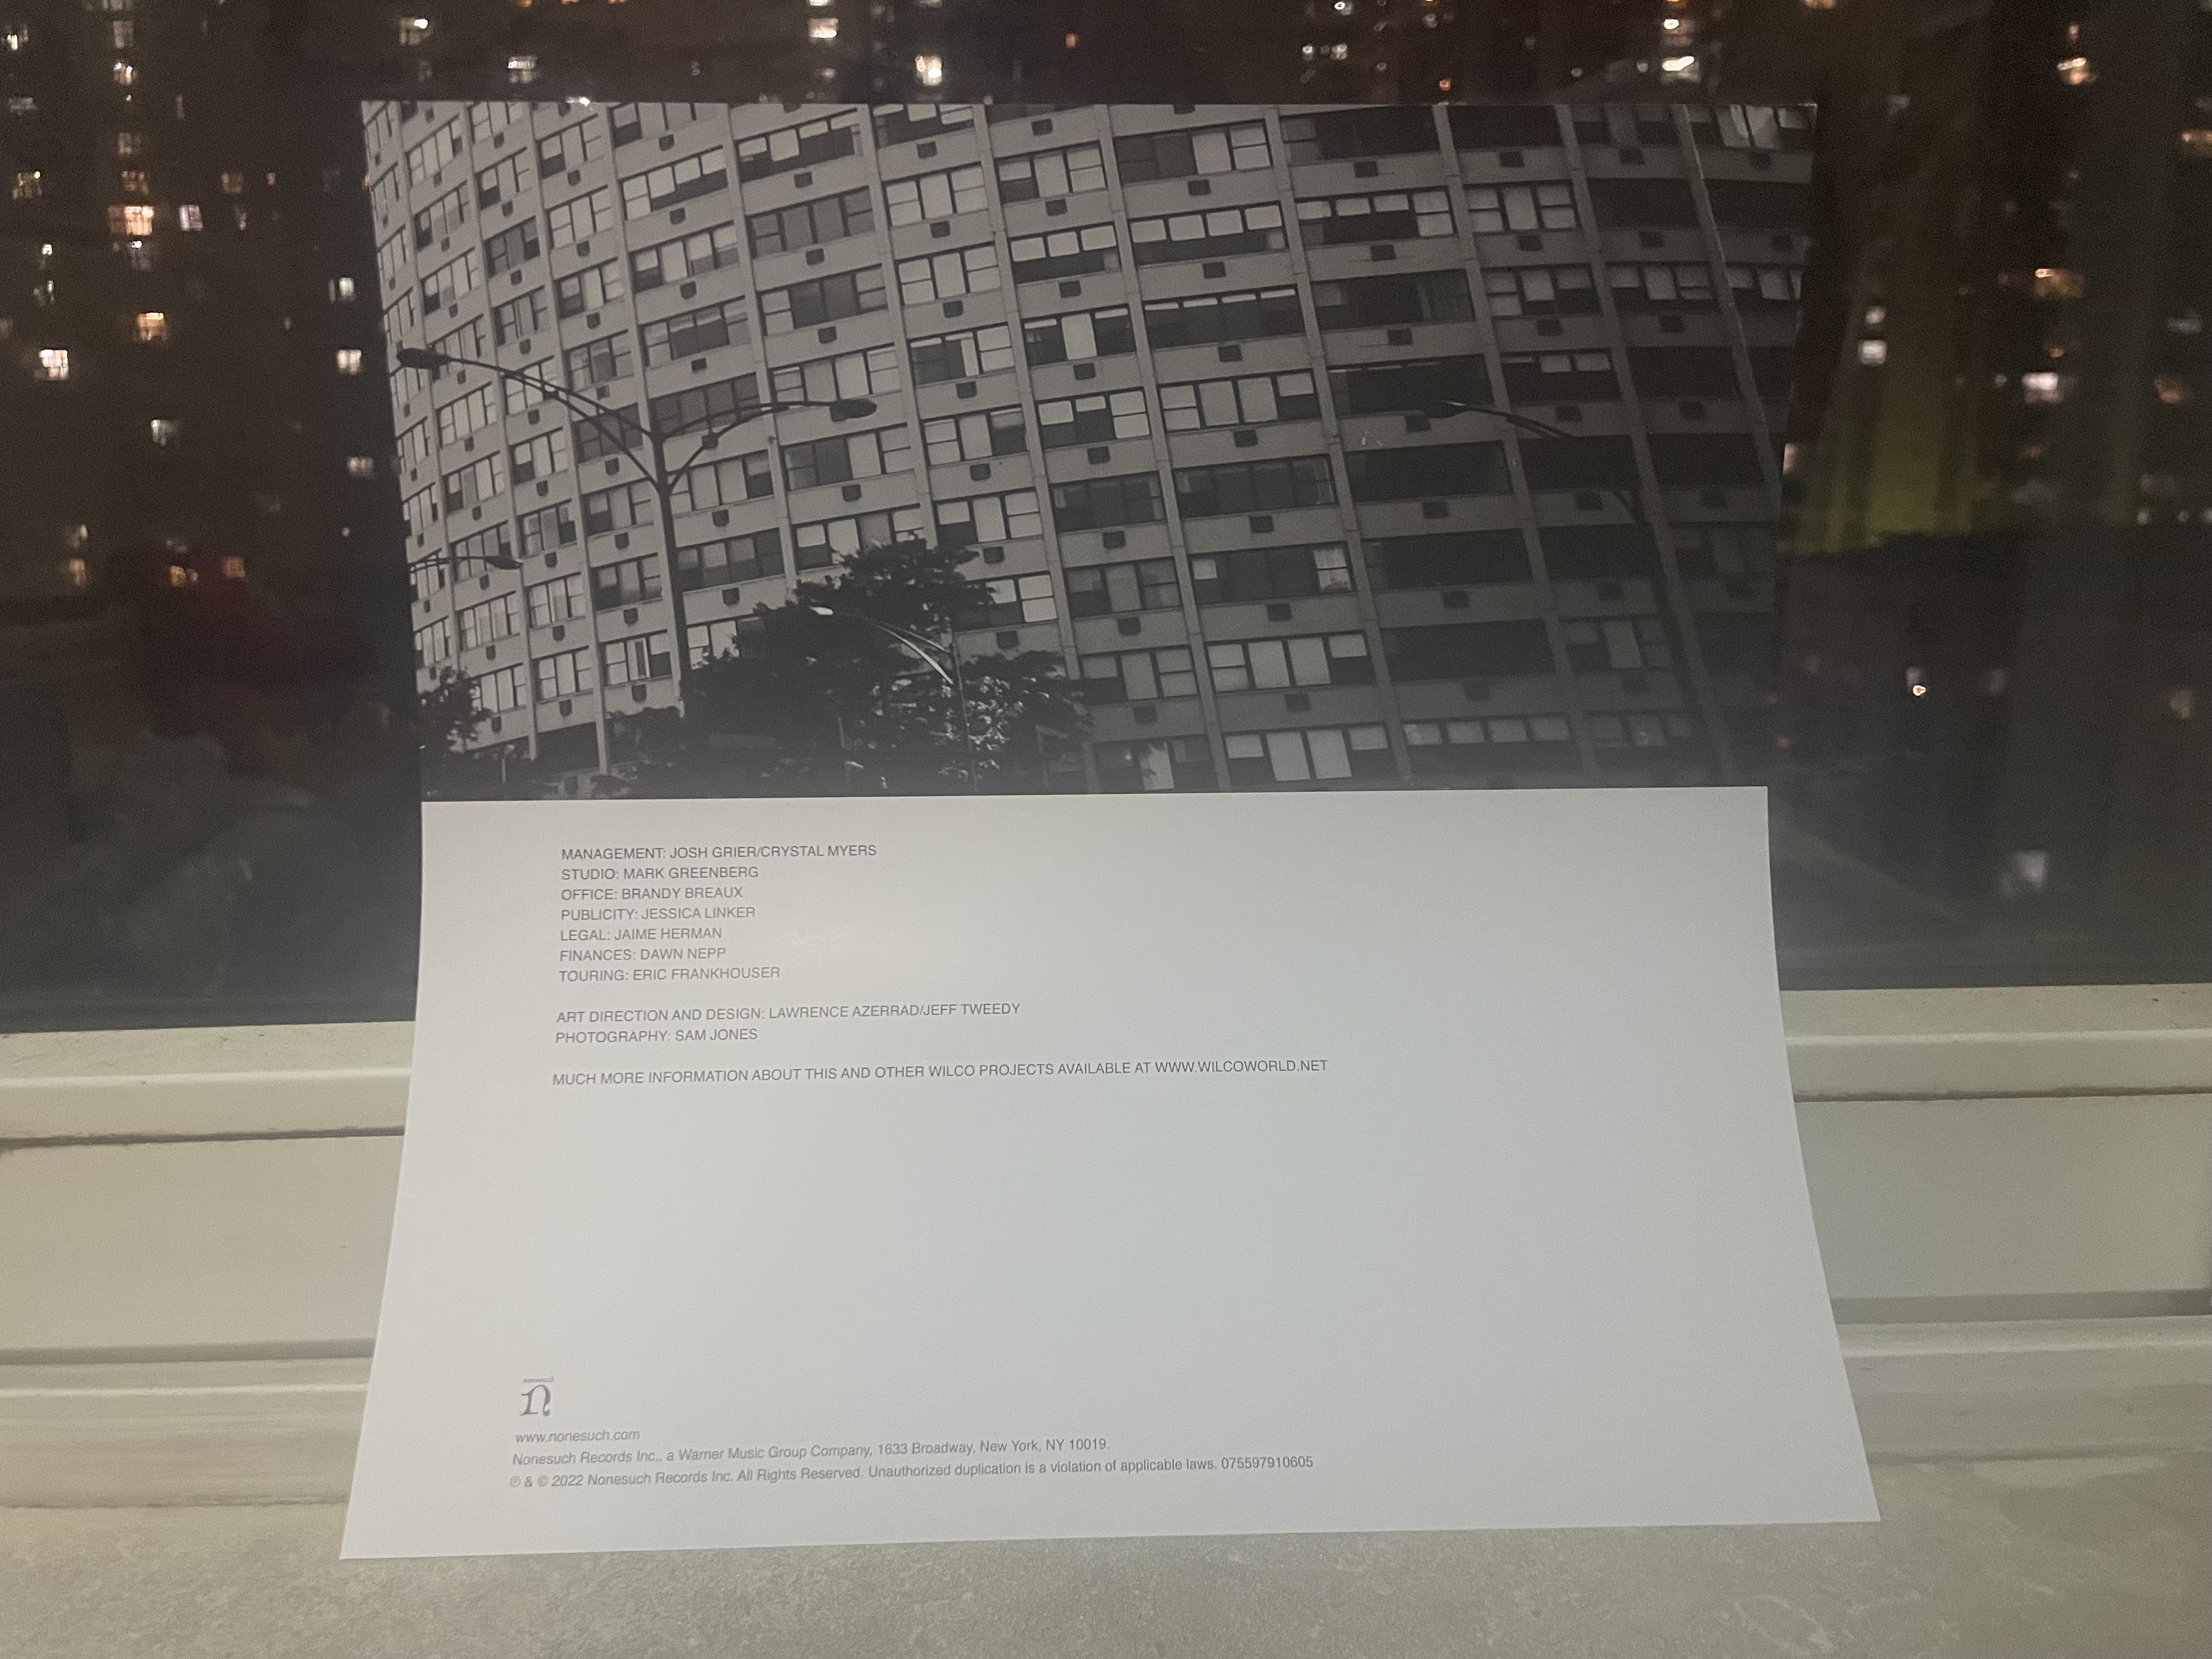 MANAGEMENT: JOSH GRIER/CRYSTAL MYERS
STUDIO: MARK GREENBERG
OFFICE: BRANDY BREAUX
PUBLICITY: JESSICA LINKER
LEGAL: JAIME HERMAN
FINANCES: DAWN NEPP
TOURING: ERIC FRANKHOUSER
ART DIRECTION AND DESIGN: LAWRENCE AZERRAD/JEFF TWEEDY
PHOTOGRAPHY: SAM JONES
MUCH MORE INFORMATION ABOUT THIS AND OTHER WILCO PROJECTS AVAILABLE AT WWW.WILCOWORLD.NET
nonesuch
n
www.nonesuch.com
Nonesuch Records Inc., a Warner Music Group Company, 1633 Broadway, New York, NY 10019.
℗ & © 2022 Nonesuch Records Inc. All Rights Reserved. Unauthorized duplication is a violation of applicable laws. 075597910605